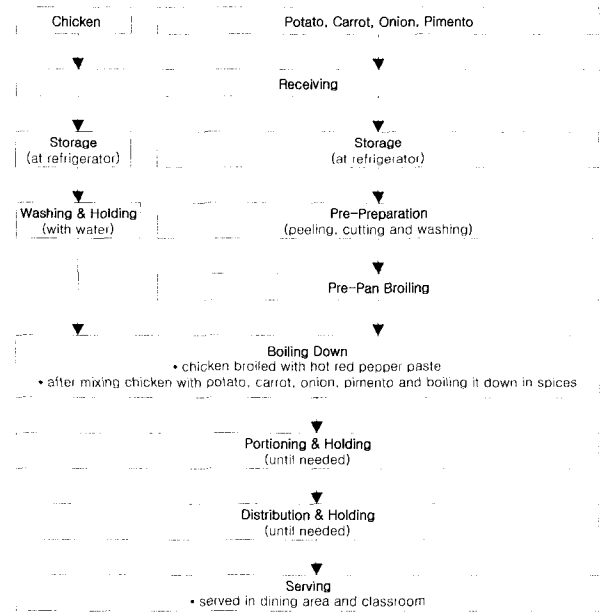 Chicken
Potato, Carrot, Onion, Pimento
Receiving
Storage
(at refrigerator)
Storage
(at refrigerator)
Washing & Holding
(with water)
Pre-Preparation
(peeling, cutting and washing)
Pre-Pan Broiling
Boiling Down
• chicken broiled with hot red pepper paste
• after mixing chicken with potato, carrot, onion, pimento and boiling it down in spices
Portioning & Holding
(until needed)
Distribution & Holding
(until needed)
Serving
• served in dining area and classroom